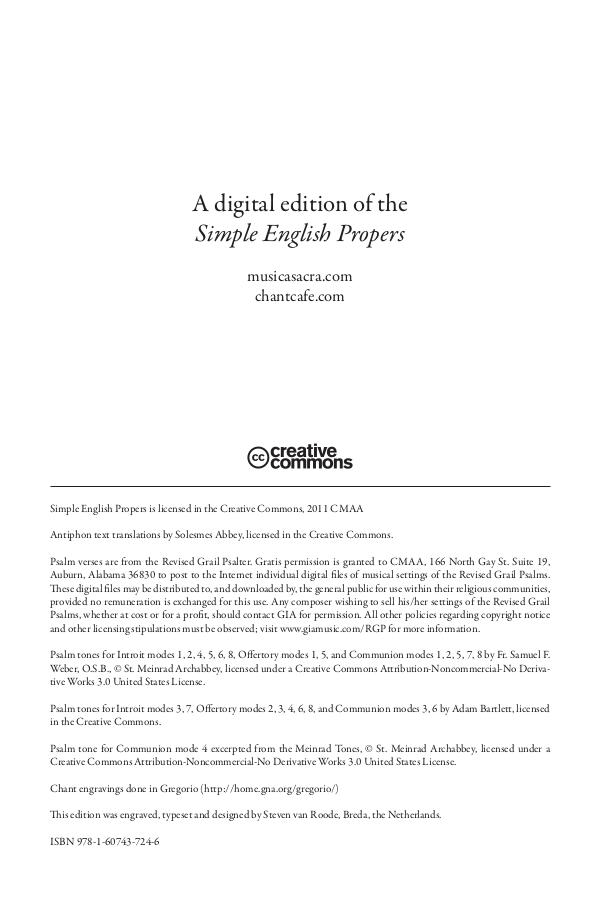 A digital edition of the
Simple English Propers
musicasacra.com
chantcafe.com
cc creative
commons
Simple English Propers is licensed in the Creative Commons, 2011 CMAA
Antiphon text translations by Solesmes Abbey, licensed in the Creative Commons.
Psalm verses are from the Revised Grail Psalter. Gratis permission is granted to CMAA, 166 North Gay St. Suite 19,
Auburn, Alabama 36830 to post to the Internet individual digital files of musical settings of the Revised Grail Psalms.
These digital files may be distributed to, and downloaded by, the general public for use within their religious communities,
provided no remuneration is exchanged for this use. Any composer wishing to sell his/her settings of the Revised Grail
Psalms, whether at cost or for a profit, should contact GIA for permission. All other policies regarding copyright notice
and other licensing stipulations must be observed; visit www.giamusic.com/RGP for more information.
Psalm tones for Introit modes 1, 2, 4, 5, 6, 8, Offertory modes 1, 5, and Communion modes 1, 2, 5, 7, 8 by Fr. Samuel F.
Weber, O.S.B., © St. Meinrad Archabbey, licensed under a Creative Commons Attribution-Noncommercial-No Deriva-
tive Works 3.0 United States License.
Psalm tones for Introit modes 3, 7, Offertory modes 2, 3, 4, 6, 8, and Communion modes 3, 6 by Adam Bartlett, licensed
in the Creative Commons.
Psalm tone for Communion mode 4 excerpted from the Meinrad Tones, © St. Meinrad Archabbey, licensed under a
Creative Commons Attribution-Noncommercial-No Derivative Works 3.0 United States License.
Chant engravings done in Gregorio (http://home.gna.org/gregorio/)
This edition was engraved, typeset and designed by Steven van Roode, Breda, the Netherlands.
ISBN 978-1-60743-724-6